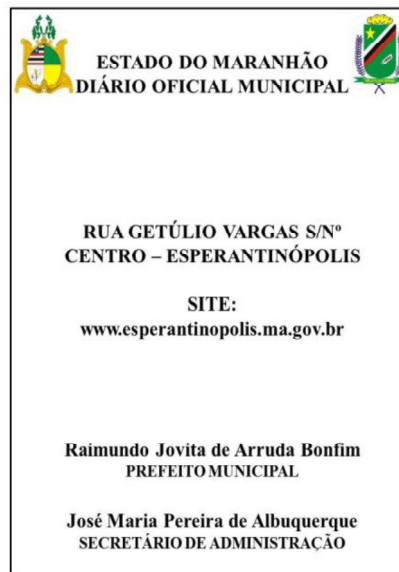 ESTADO DO MARANHÃO
DIÁRIO OFICIAL MUNICIPAL
RUA GETÚLIO VARGAS S/Nº
CENTRO – ESPERANTINÓPOLIS
SITE:
www.esperantinopolis.ma.gov.br
Raimundo Jovita de Arruda Bonfim
PREFEITO MUNICIPAL
José Maria Pereira de Albuquerque
SECRETÁRIO DE ADMINISTRAÇÃO